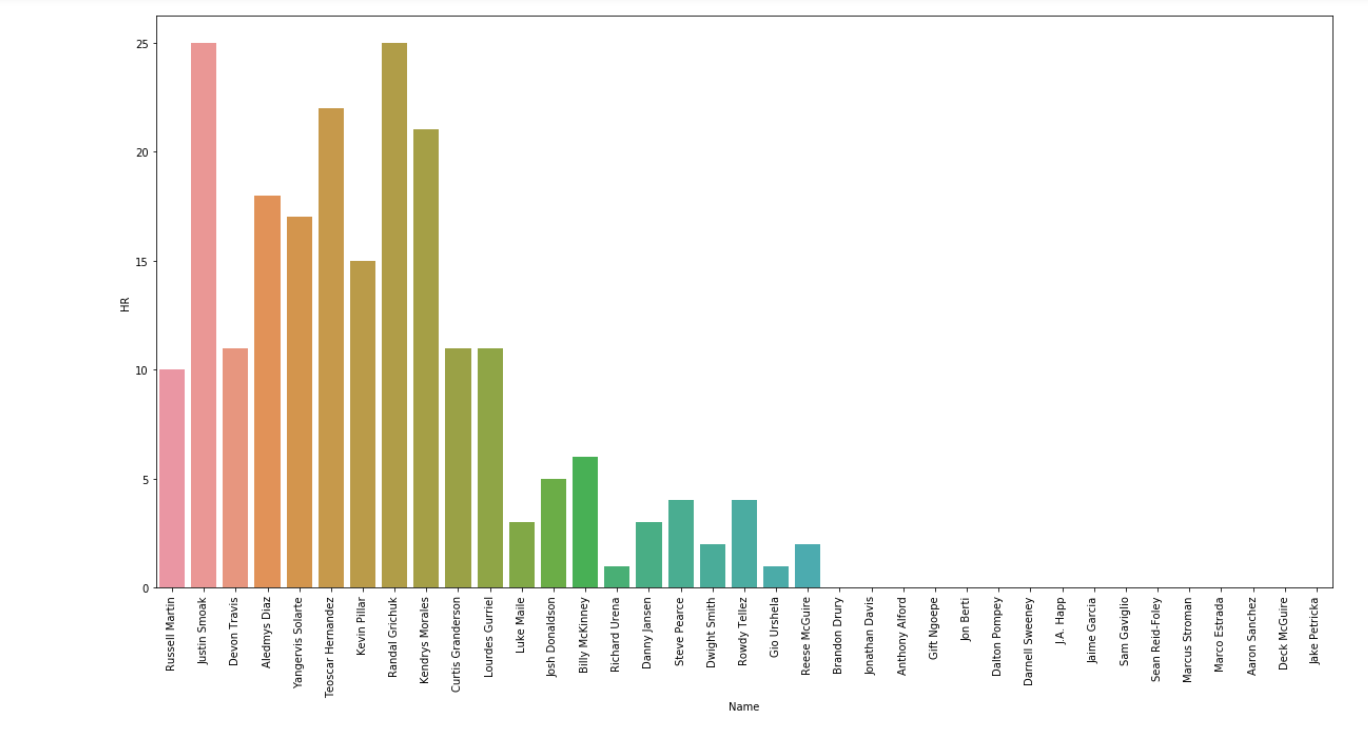 25
20
15
10
5
0
HR
Russell Martin
Justin Smoak
Devon Travis
Aledmys Diaz
Yangervis Solarte
Teoscar Hernandez
Kevin Pillar
Randal Grichuk
Kendrys Morales
Curtis Granderson
Lourdes Gurriel
Luke Maile
Josh Donaldson
Billy McKinney
Richard Urena
Danny Jansen
Steve Pearce
Dwight Smith
Rowdy Tellez
Gio Urshela
Reese McGuire
Brandon Drury
Jonathan Davis
Anthony Alford
Gift Ngoepe
Jon Berti
Dalton Pompey
Darnell Sweeney
J.A. Happ
Jaime Garcia
Sam Gaviglio
Sean Reid-Foley
Marcus Stroman
Marco Estrada
Aaron Sanchez
Deck McGuire
Jake Petricka
Name